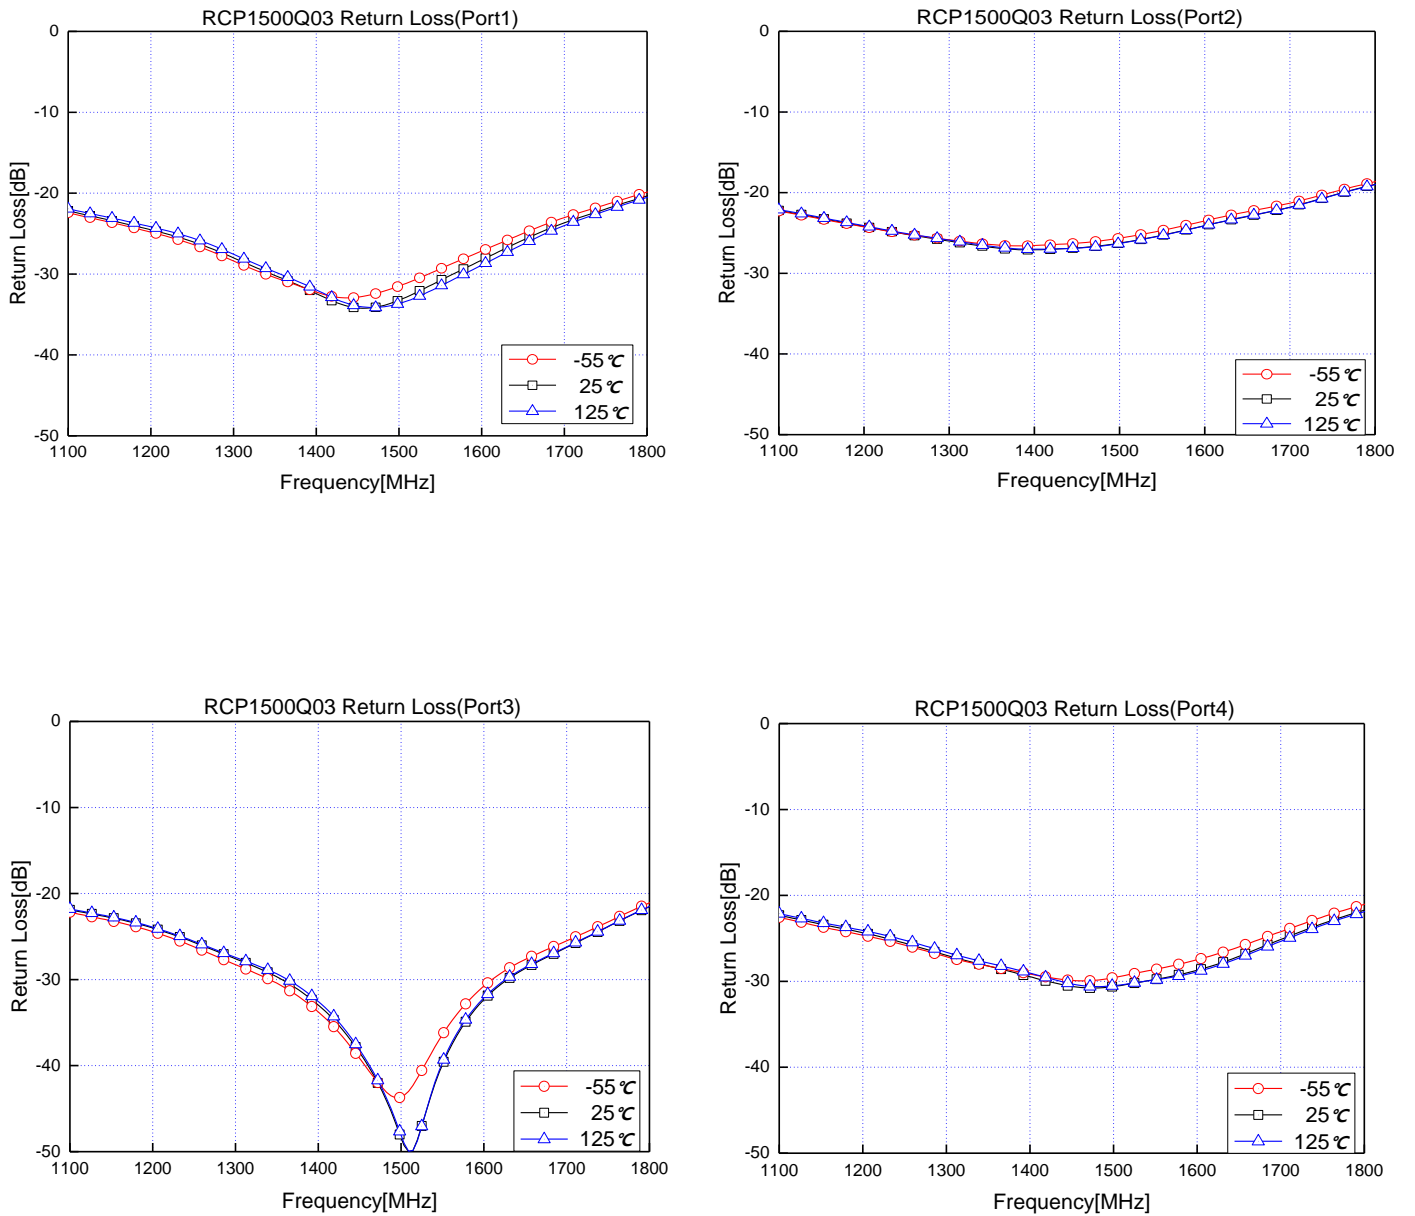 RCP1500Q03 Return Loss(Port1)
0
-10
-20
-30
-40
-50
Return Loss[dB]
-55℃
25℃
125℃
1100 1200 1300 1400 1500 1600 1700 1800
Frequency[MHz]
RCP1500Q03 Return Loss(Port2)
0
-10
-20
-30
-40
-50
Return Loss[dB]
-55℃
25℃
125℃
1100 1200 1300 1400 1500 1600 1700 1800
Frequency[MHz]
RCP1500Q03 Return Loss(Port3)
0
-10
-20
-30
-40
-50
Return Loss[dB]
-55℃
25℃
125℃
1100 1200 1300 1400 1500 1600 1700 1800
Frequency[MHz]
RCP1500Q03 Return Loss(Port4)
0
-10
-20
-30
-40
-50
Return Loss[dB]
-55℃
25℃
125℃
1100 1200 1300 1400 1500 1600 1700 1800
Frequency[MHz]